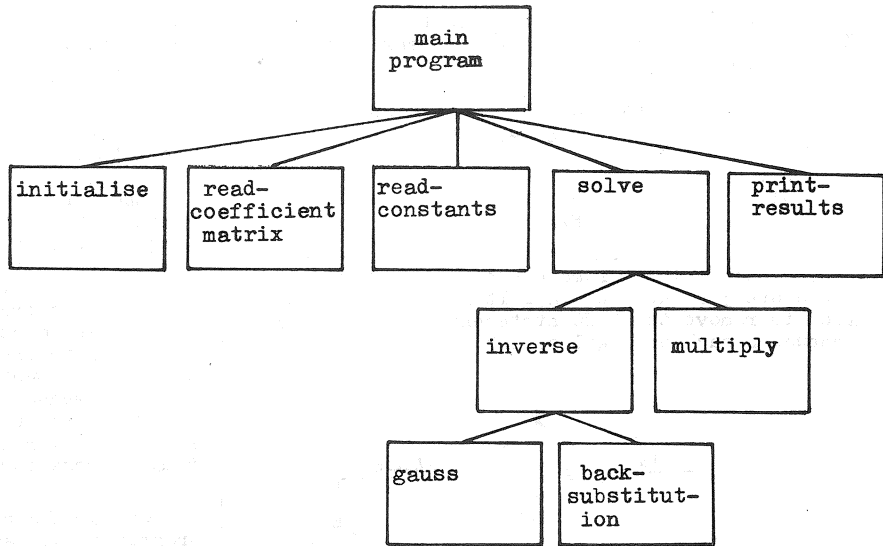 main
program
initialise
read-
coefficient
matrix
read-
constants
solve
print-
results
inverse
multiply
gauss
back-
substitut-
ion